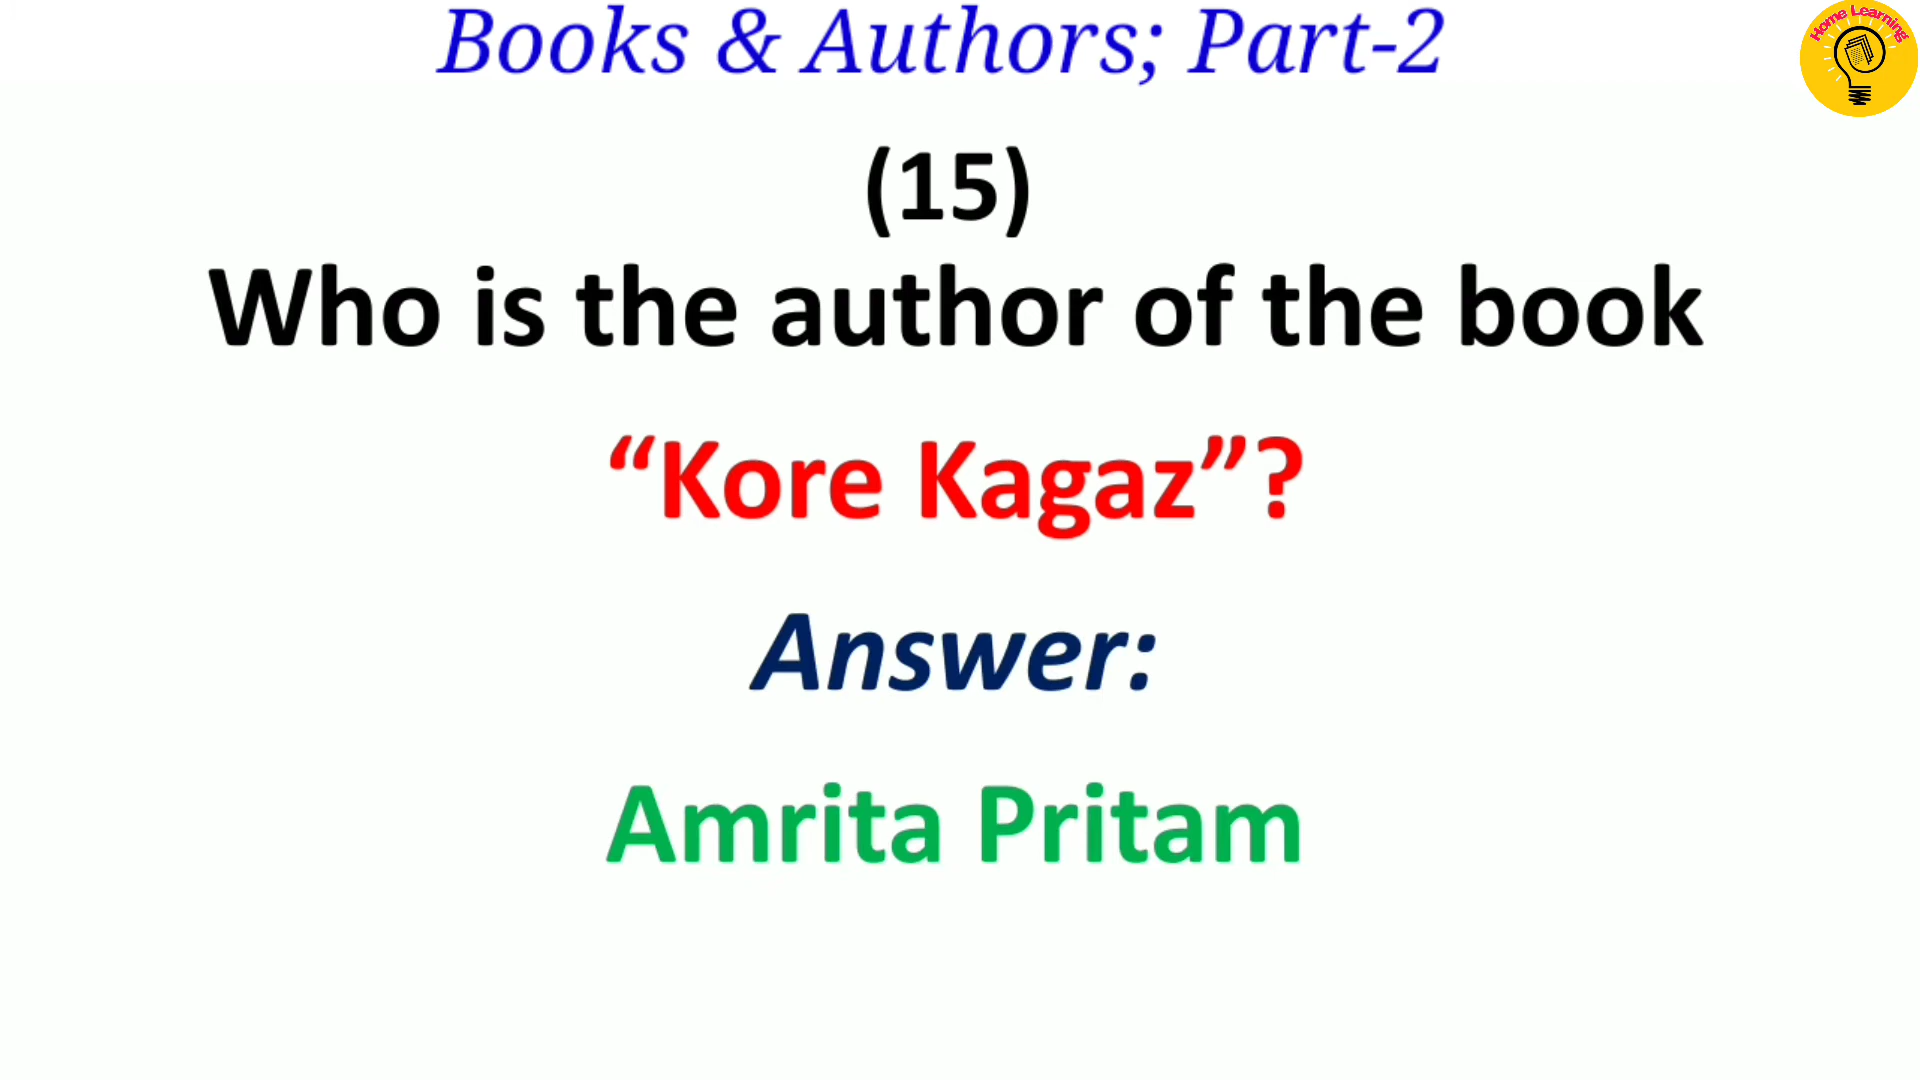 Books & Authors; Part-2
Home Learning
(15)
Who is the author of the book
“Kore Kagaz”?
Answer:
Amrita Pritam